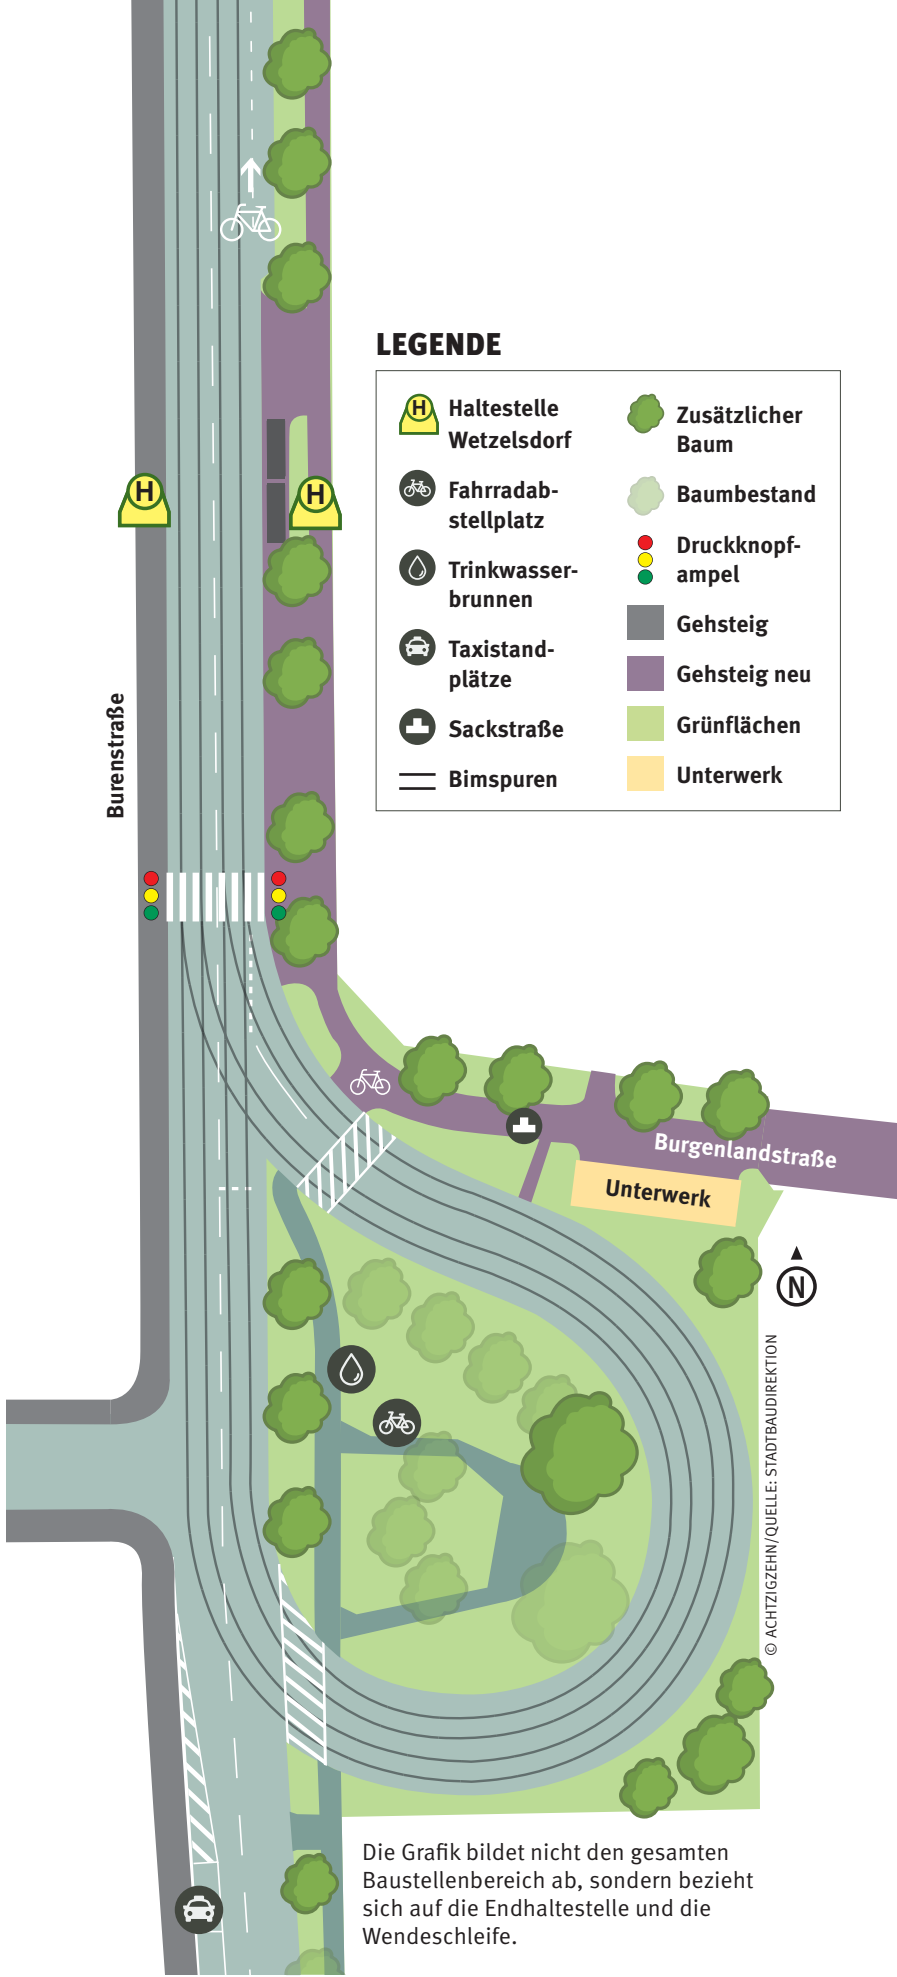 LEGENDE
H
Haltestelle
Wetzelsdorf
Fahrradab-
stellplatz
Trinkwasser-
brunnen
Taxistand-
plätze
Sackstraße
Bimspuren
Zusätzlicher
Baum
Baumbestand
Druckknopf-
ampel
Gehsteig
Gehsteig neu
Grünflächen
Unterwerk
H
H
Burenstraße
Burgenlandstraße
Unterwerk
N
© ACHTZIGZEHN/QUELLE: STADTBAUDIREKTION
Die Grafik bildet nicht den gesamten
Baustellenbereich ab, sondern bezieht
sich auf die Endhaltestelle und die
Wendeschleife.